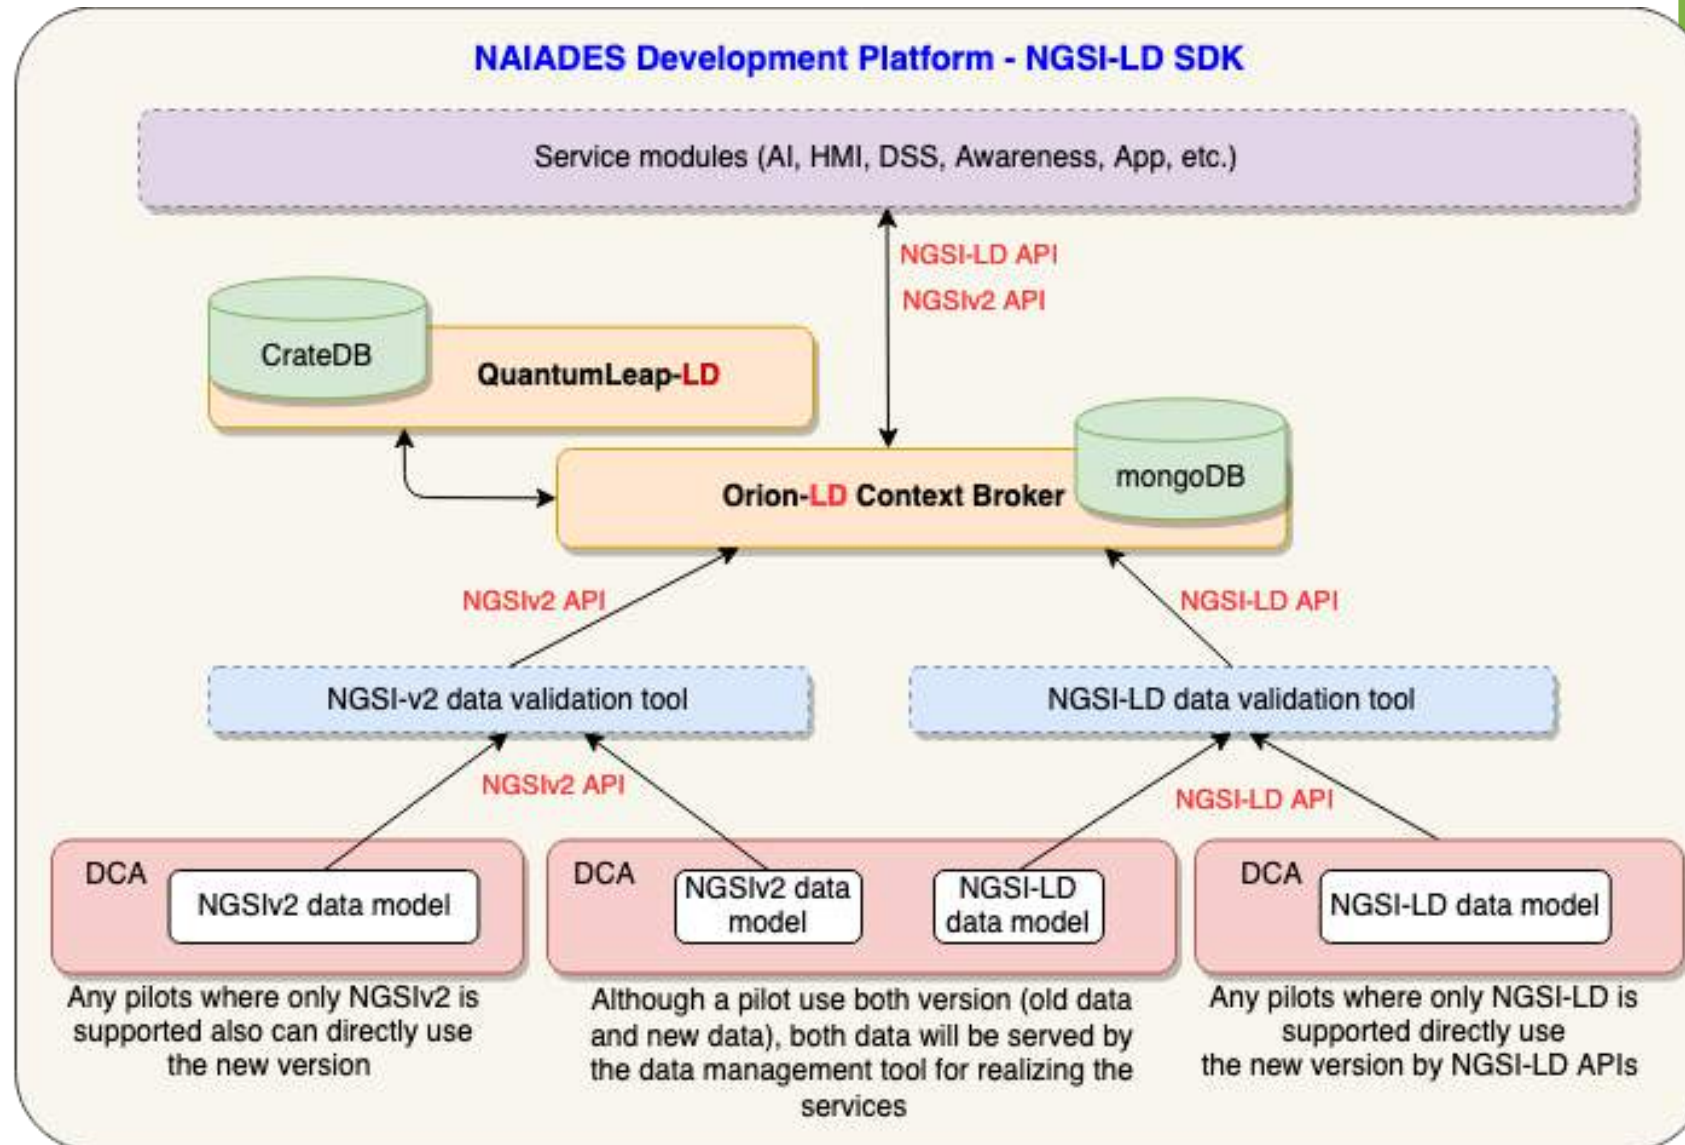 NAIADES Development Platform - NGSI-LD SDK
Service modules (AI, HMI, DSS, Awareness, App, etc.)
NGSI-LD API
NGSIv2 API
CrateDB
QuantumLeap-LD
mongoDB
Orion-LD Context Broker
NGSIv2 API
NGSI-LD API
NGSI-v2 data validation tool
NGSI-LD data validation tool
NGSIv2 API
NGSI-LD API
DCA
NGSIv2 data model
DCA
NGSIv2 data
model
NGSI-LD
data model
DCA
NGSI-LD data model
Any pilots where only NGSIv2 is
supported also can directly use
the new version
Although a pilot use both version (old data
and new data), both data will be served by
the data management tool for realizing the
services
Any pilots where only NGSI-LD is
supported directly use
the new version by NGSI-LD APIs